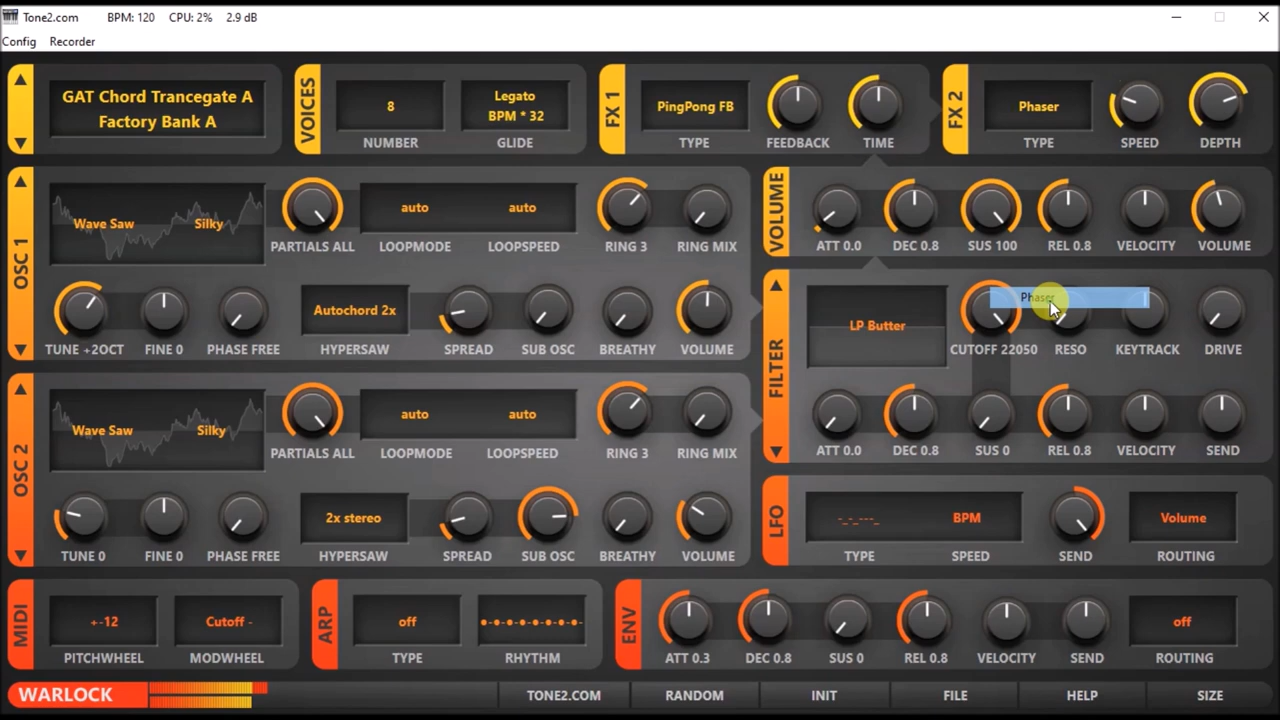 Tone2.com BPM: 120 CPU: 2% 2.9 dB
Config Recorder
GAT Chord Trancegate A
Factory Bank A
VOICES
8
NUMBER
Legato
BPM * 32
GLIDE
FX 1
PingPong FB
TYPE FEEDBACK TIME
FX 2
Phaser
TYPE SPEED DEPTH
OSC 1
Wave Saw Silky
PARTIALS ALL
auto auto
LOOPMODE LOOPSPEED
RING 3 RING MIX
TUNE +2OCT FINE 0 PHASE FREE
Autochord 2x
HYPERSAW
SPREAD SUB OSC BREATHY VOLUME
VOLUME
ATT 0.0 DEC 0.8 SUS 100 REL 0.8 VELOCITY VOLUME
FILTER
LP Butter
Phaser
CUTOFF 22050 RESO KEYTRACK DRIVE
ATT 0.0 DEC 0.8 SUS 0 REL 0.8 VELOCITY SEND
OSC 2
Wave Saw Silky
PARTIALS ALL
auto auto
LOOPMODE LOOPSPEED
RING 3 RING MIX
TUNE 0 FINE 0 PHASE FREE
2x stereo
HYPERSAW
SPREAD SUB OSC BREATHY VOLUME
LFO
-_-_---_ BPM
TYPE SPEED
SEND
Volume
ROUTING
MIDI
+-12
PITCHWHEEL
Cutoff -
MODWHEEL
ARP
off
TYPE
RHYTHM
ENV
ATT 0.3 DEC 0.8 SUS 0 REL 0.8 VELOCITY SEND
off
ROUTING
WARLOCK
TONE2.COM RANDOM INIT FILE HELP SIZE